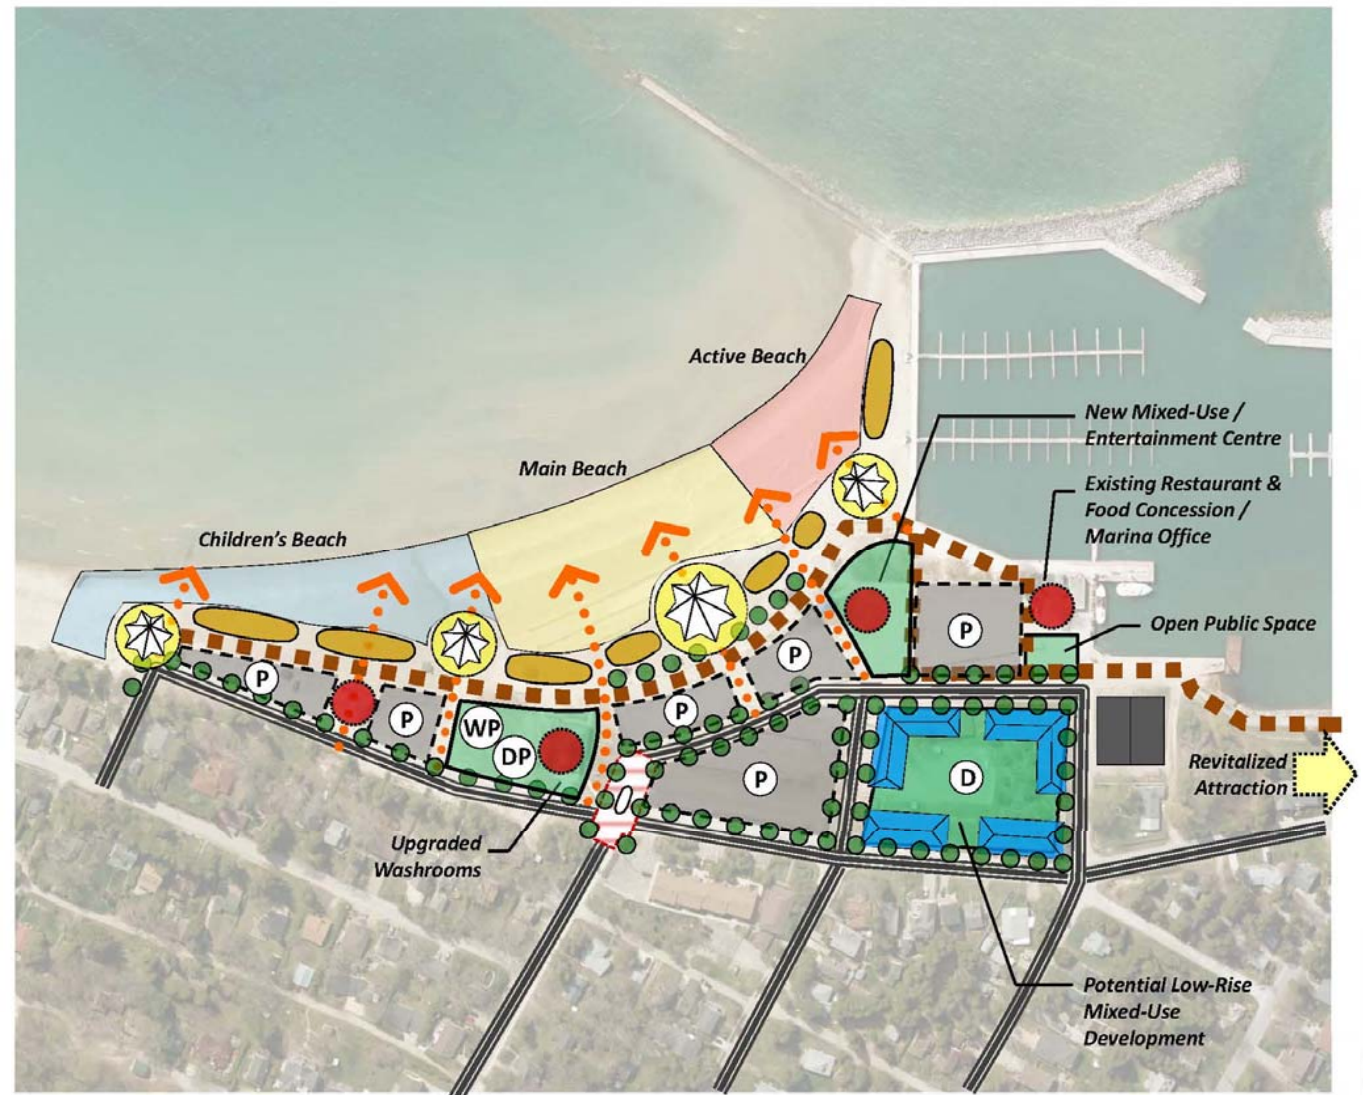 Active Beach
New Mixed-Use /
Entertainment Centre
Main Beach
Existing Restaurant &
Food Concession /
Marina Office
Children's Beach
Open Public Space
P
P
P
P
P
WP
DP
P
D
Revitalized
Attraction
Upgraded
Washrooms
Potential Low-Rise
Mixed-Use
Development